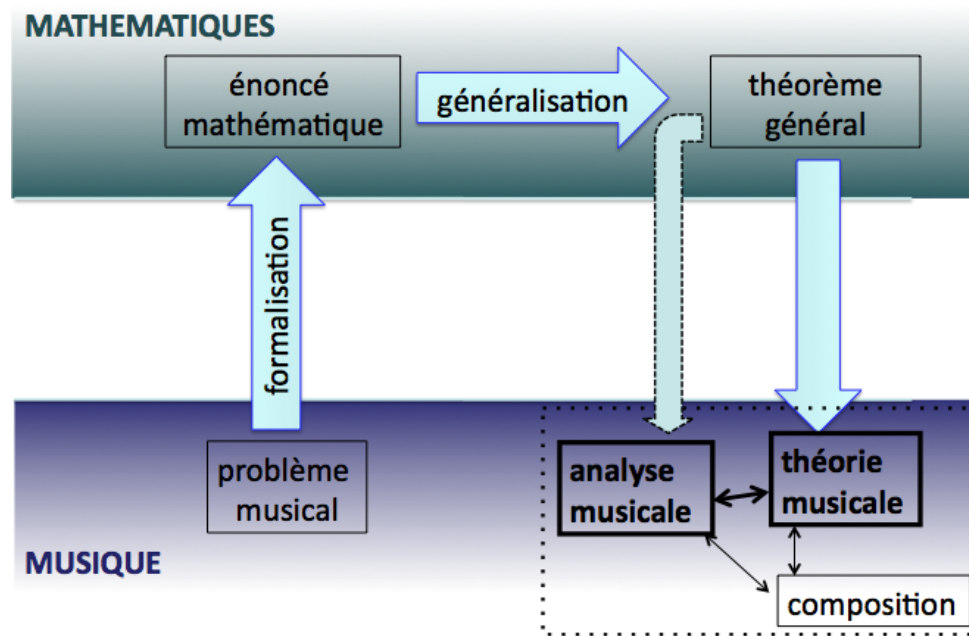 MATHEMATIQUES
énoncé
mathématique
généralisation
théorème
général
formalisation
problème
musical
analyse
musicale
théorie
musicale
MUSIQUE
composition